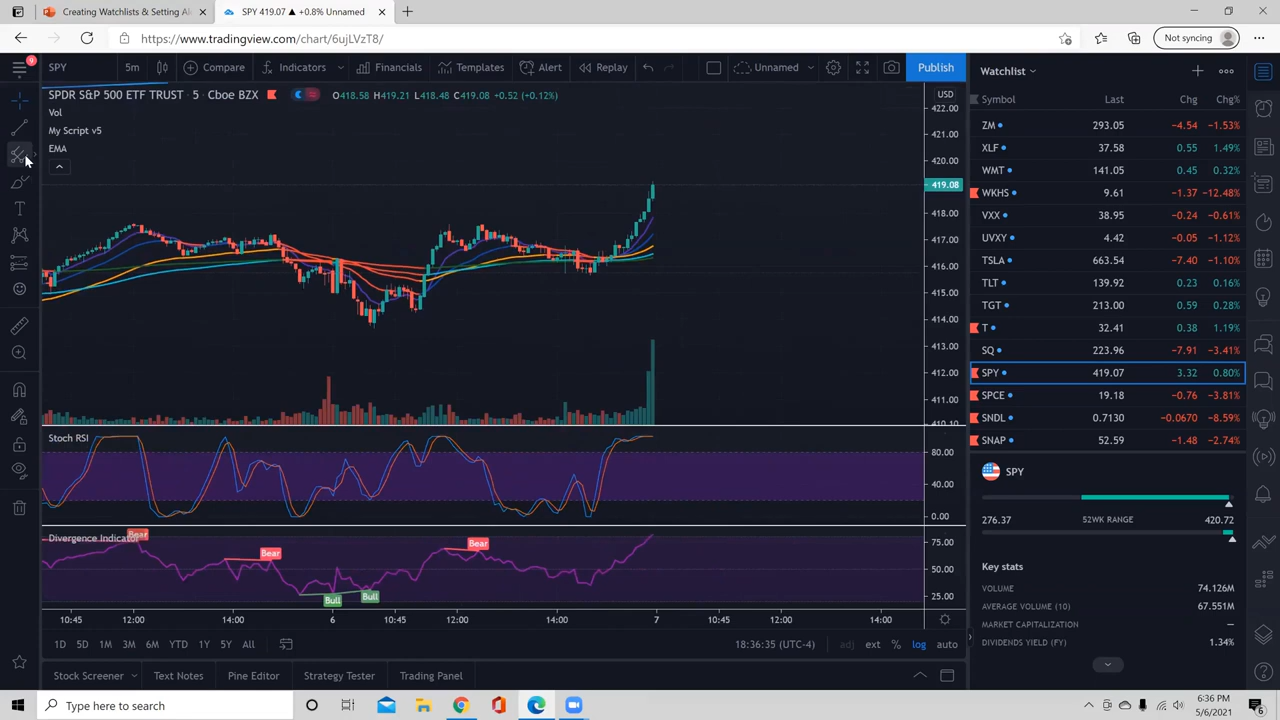 Creating Watchlists & Setting Al
SPY 419.07 ▲ +0.8% Unnamed
https://www.tradingview.com/chart/6ujLVzT8/
Not syncing
9
SPY
5m
Compare
Indicators
Financials
Templates
Alert
Replay
Unnamed
Publish
Watchlist
SPDR S&P 500 ETF TRUST · 5 · Cboe BZX
O418.58 H419.21 L418.48 C419.08 +0.52 (+0.12%)
USD
Vol
My Script v5
EMA
422.00
421.00
420.00
419.08
418.00
417.00
416.00
415.00
414.00
413.00
412.00
411.00
410.10
Stoch RSI
80.00
40.00
0.00
Divergence Indicator
Bear
Bear
Bear
Bull
Bull
75.00
50.00
25.00
10:45 12:00 14:00 6 10:45 12:00 14:00 7 10:45 12:00 14:00
1D 5D 1M 3M 6M YTD 1Y 5Y All
18:36:35 (UTC-4)
adj ext % log auto
Stock Screener
Text Notes
Pine Editor
Strategy Tester
Trading Panel
Symbol Last Chg Chg%
ZM 293.05 −4.54 −1.53%
XLF 37.58 0.55 1.49%
WMT 141.05 0.45 0.32%
WKHS 9.61 −1.37 −12.48%
VXX 38.95 −0.24 −0.61%
UVXY 4.42 −0.05 −1.12%
TSLA 663.54 −7.40 −1.10%
TLT 139.92 0.23 0.16%
TGT 213.00 0.59 0.28%
T 32.41 0.38 1.19%
SQ 223.96 −7.91 −3.41%
SPY 419.07 3.32 0.80%
SPCE 19.18 −0.76 −3.81%
SNDL 0.7130 −0.0670 −8.59%
SNAP 52.59 −1.48 −2.74%
SPY
276.37 52WK RANGE 420.72
Key stats
VOLUME 74.126M
AVERAGE VOLUME (10) 67.551M
MARKET CAPITALIZATION —
DIVIDENDS YIELD (FY) 1.34%
Type here to search
6:36 PM
5/6/2021
6